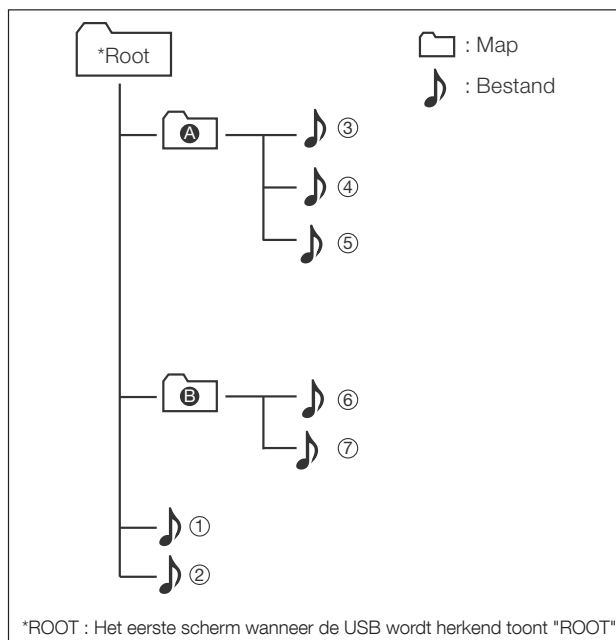 *Root
: Map
: Bestand
A
③
④
⑤
B
⑥
⑦
①
②
*ROOT : Het eerste scherm wanneer de USB wordt herkend toont "ROOT"